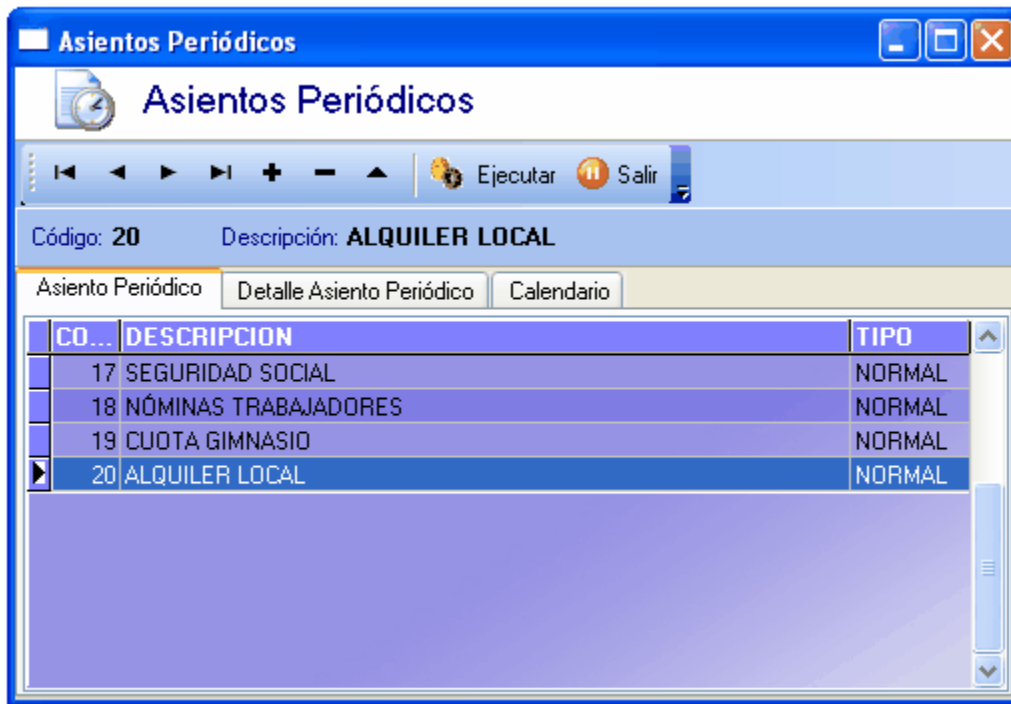 Asientos Periódicos
Asientos Periódicos
Ejecutar Salir
Código: 20 Descripción: ALQUILER LOCAL
Asiento Periódico Detalle Asiento Periódico Calendario
CO... DESCRIPCION TIPO
17 SEGURIDAD SOCIAL NORMAL
18 NÓMINAS TRABAJADORES NORMAL
19 CUOTA GIMNASIO NORMAL
20 ALQUILER LOCAL NORMAL